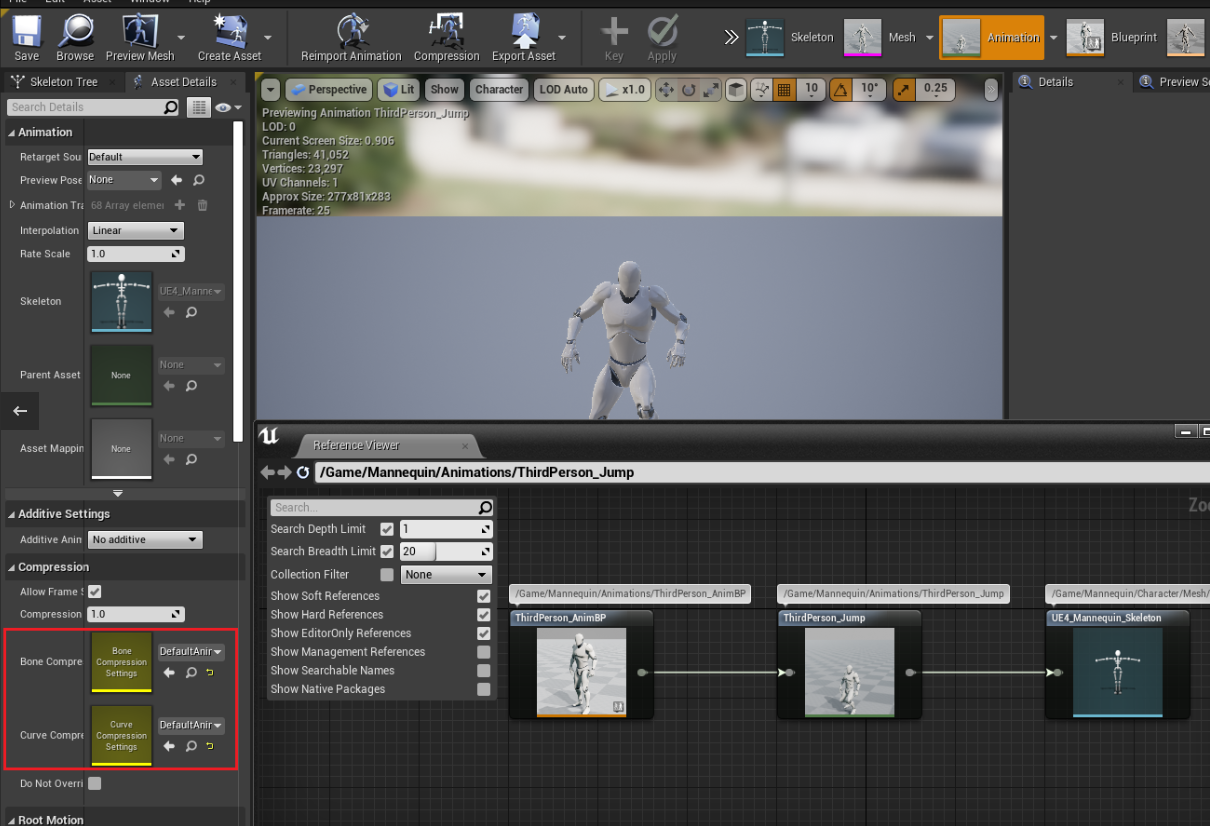 File Edit Asset Window Help
Save
Browse
Preview Mesh
Create Asset
Reimport Animation
Compression
Export Asset
Key
Apply
Skeleton
Mesh
Animation
Blueprint
Skeleton Tree
Asset Details
Search Details
Animation
Retarget Sou
Default
Preview Pose
None
Animation Tra
68 Array elemen
Interpolation
Linear
Rate Scale
1.0
Skeleton
UE4_Manne
Parent Asset
None
None
Asset Mappin
None
None
Additive Settings
Additive Anin
No additive
Compression
Allow Frame S
Compression
1.0
Bone Compre
Bone
Compression
Settings
DefaultAnir
Curve Compre
Curve
Compression
Settings
DefaultAnir
Do Not Overri
Root Motion
Perspective
Lit
Show
Character
LOD Auto
x1.0
10
10°
0.25
Previewing Animation ThirdPerson_Jump
LOD: 0
Current Screen Size: 0.906
Triangles: 41,052
Vertices: 23,297
UV Channels: 1
Approx Size: 277x81x283
Framerate: 25
Details
Preview Sc
Reference Viewer
/Game/Mannequin/Animations/ThirdPerson_Jump
Zoo
Search...
Search Depth Limit
1
Search Breadth Limit
20
Collection Filter
None
Show Soft References
Show Hard References
Show EditorOnly References
Show Management References
Show Searchable Names
Show Native Packages
/Game/Mannequin/Animations/ThirdPerson_AnimBP
ThirdPerson_AnimBP
/Game/Mannequin/Animations/ThirdPerson_Jump
ThirdPerson_Jump
/Game/Mannequin/Character/Mesh/
UE4_Mannequin_Skeleton